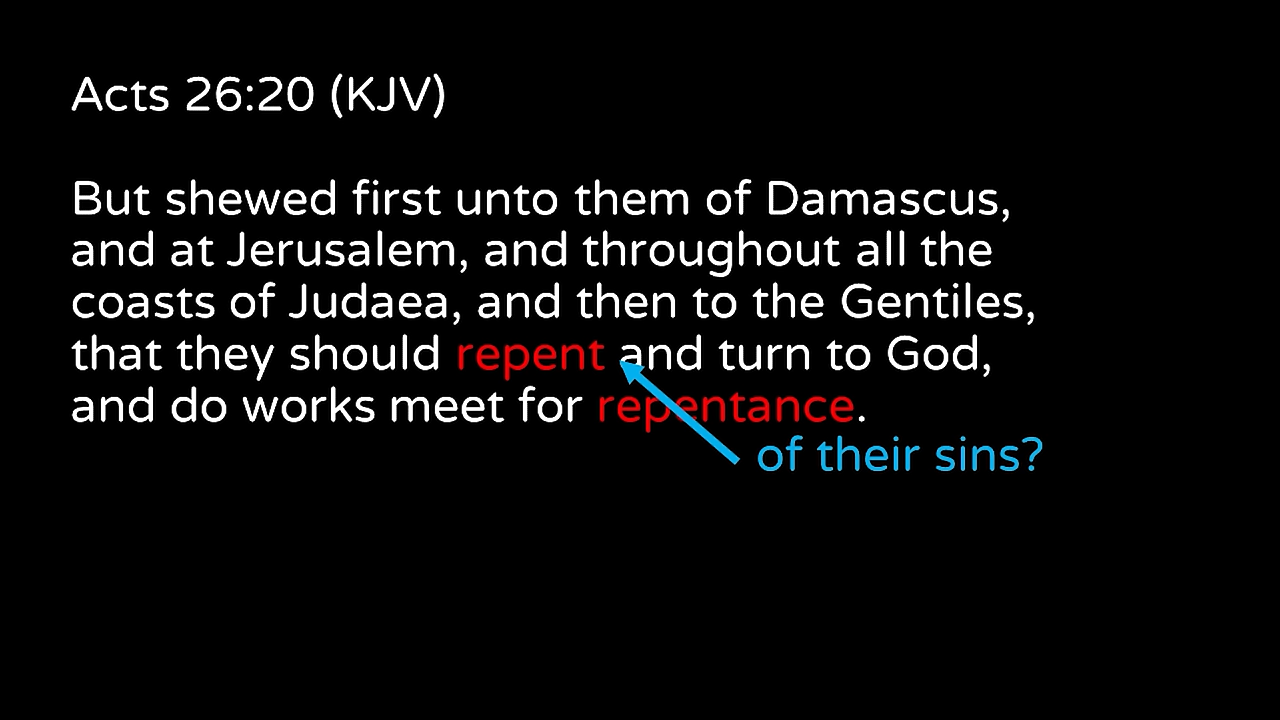 Acts 26:20 (KJV)
But shewed first unto them of Damascus,
and at Jerusalem, and throughout all the
coasts of Judaea, and then to the Gentiles,
that they should repent and turn to God,
and do works meet for repentance.
of their sins?